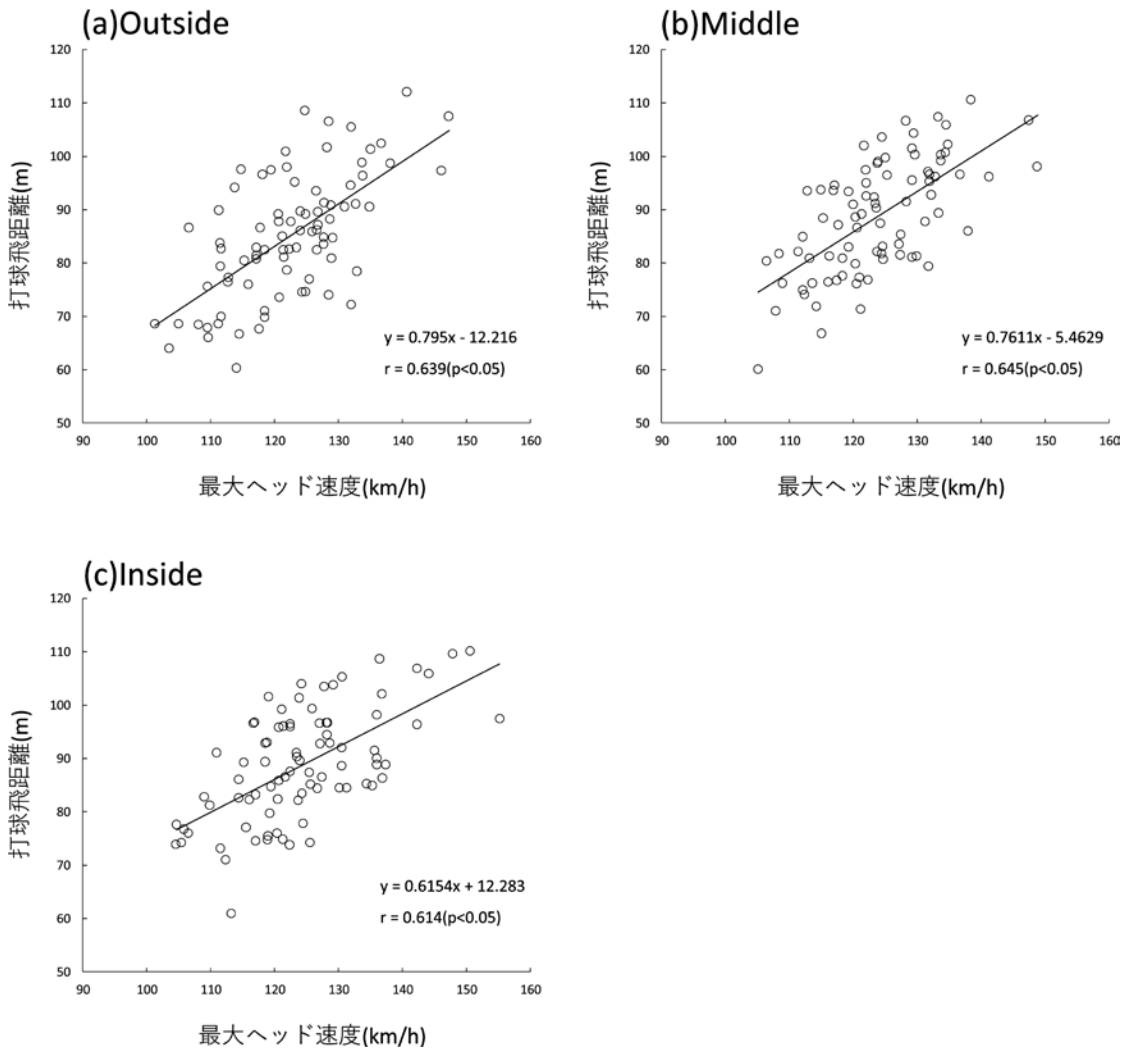 (a)Outside
120
110
100
90
80
70
60
50
打球飛距離(m)
y = 0.795x - 12.216
r = 0.639(p<0.05)
90 100 110 120 130 140 150 160
最大ヘッド速度(km/h)
(b)Middle
120
110
100
90
80
70
60
50
打球飛距離(m)
y = 0.7611x - 5.4629
r = 0.645(p<0.05)
90 100 110 120 130 140 150 160
最大ヘッド速度(km/h)
(c)Inside
120
110
100
90
80
70
60
50
打球飛距離(m)
y = 0.6154x + 12.283
r = 0.614(p<0.05)
90 100 110 120 130 140 150 160
最大ヘッド速度(km/h)